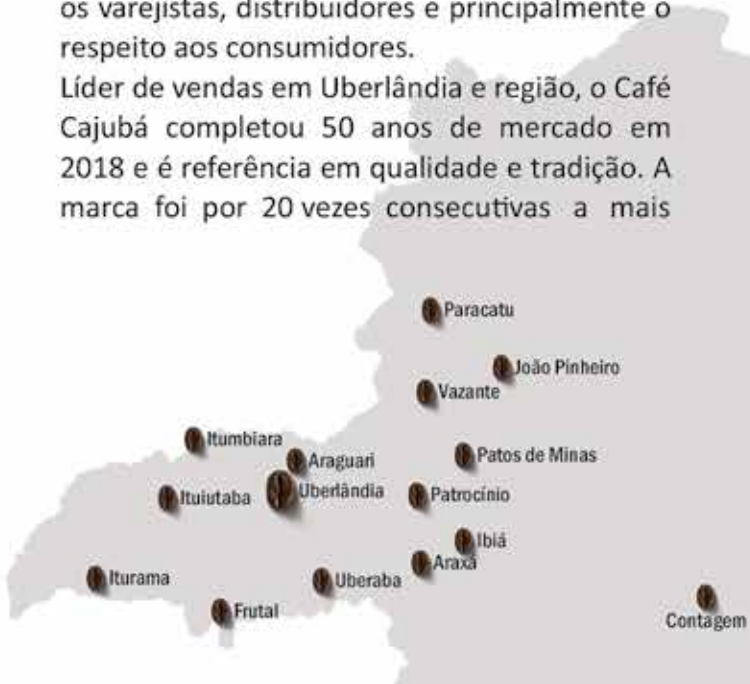 os varejistas, distribuidores e principalmente o
respeito aos consumidores.
Líder de vendas em Uberlândia e região, o Café
Cajubá completou 50 anos de mercado em
2018 e é referência em qualidade e tradição. A
marca foi por 20 vezes consecutivas a mais
Paracatu
João Pinheiro
Vazante
Itumbiara
Araguari
Patos de Minas
Ituiutaba
Uberlândia
Patrocínio
Ibiá
Araxá
Iturama
Uberaba
Frutal
Contagem